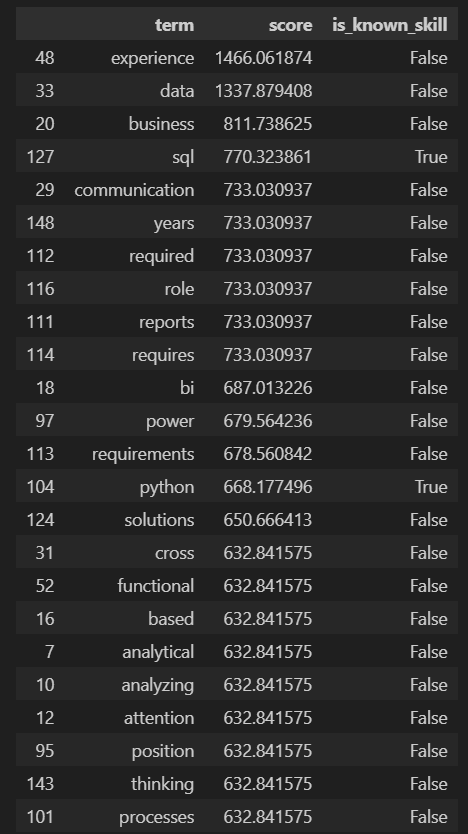 term score is_known_skill
48 experience 1466.061874 False
33 data 1337.879408 False
20 business 811.738625 False
127 sql 770.323861 True
29 communication 733.030937 False
148 years 733.030937 False
112 required 733.030937 False
116 role 733.030937 False
111 reports 733.030937 False
114 requires 733.030937 False
18 bi 687.013226 False
97 power 679.564236 False
113 requirements 678.560842 False
104 python 668.177496 True
124 solutions 650.666413 False
31 cross 632.841575 False
52 functional 632.841575 False
16 based 632.841575 False
7 analytical 632.841575 False
10 analyzing 632.841575 False
12 attention 632.841575 False
95 position 632.841575 False
143 thinking 632.841575 False
101 processes 632.841575 False